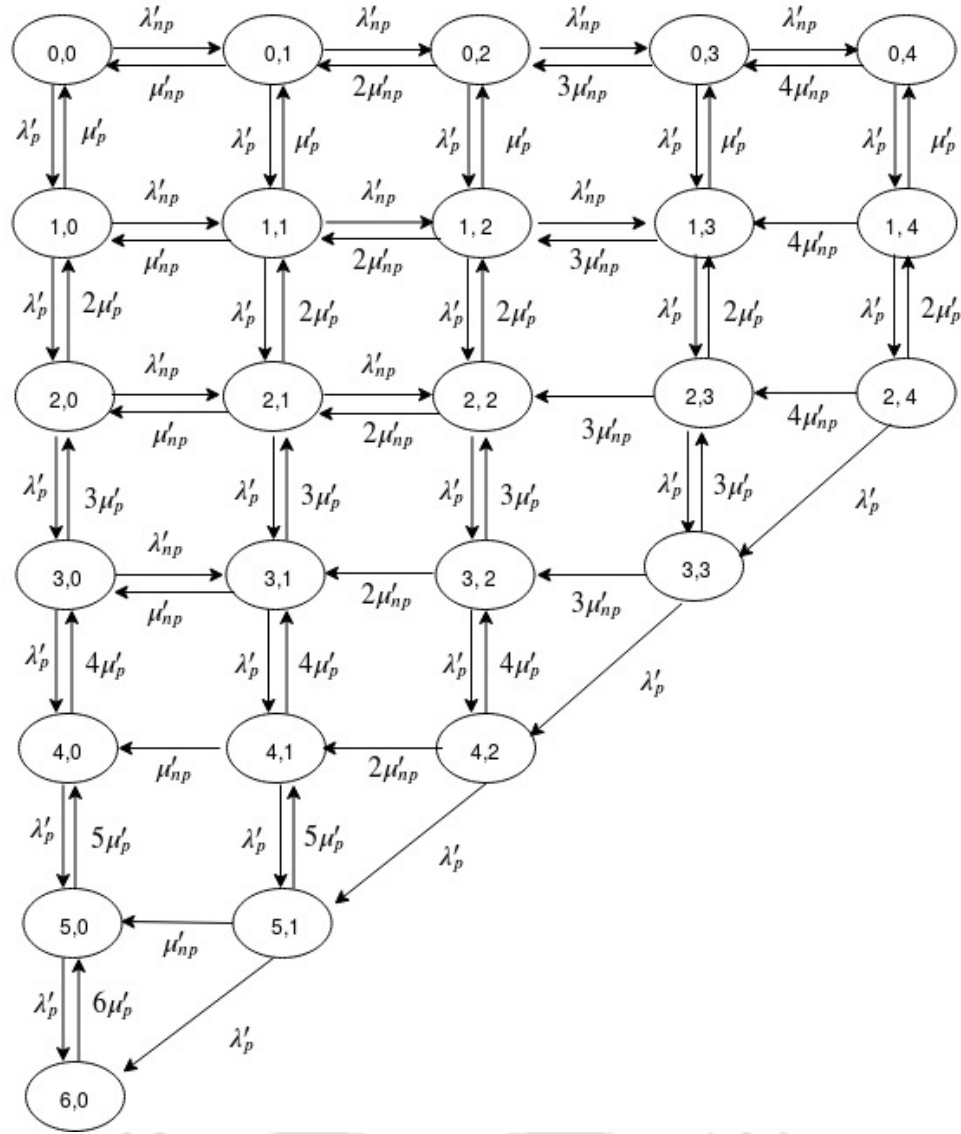 λ′np λ′np λ′np λ′np
0,0 0,1 0,2 0,3 0,4
μ′np 2μ′np 3μ′np 4μ′np
λ′p μ′p λ′p μ′p λ′p μ′p λ′p μ′p λ′p μ′p
λ′np λ′np λ′np
1,0 1,1 1, 2 1,3 1, 4
μ′np 2μ′np 3μ′np 4μ′np
λ′p 2μ′p λ′p 2μ′p λ′p 2μ′p λ′p 2μ′p λ′p 2μ′p
λ′np λ′np
2,0 2,1 2, 2 2,3 2, 4
μ′np 2μ′np 3μ′np 4μ′np
λ′p 3μ′p λ′p 3μ′p λ′p 3μ′p λ′p 3μ′p λ′p
λ′np
3,0 3,1 3, 2 3,3
μ′np 2μ′np 3μ′np
λ′p 4μ′p λ′p 4μ′p λ′p 4μ′p λ′p
4,0 4,1 4,2
μ′np 2μ′np
λ′p 5μ′p λ′p 5μ′p λ′p
5,0 5,1
μ′np
λ′p 6μ′p λ′p
6,0